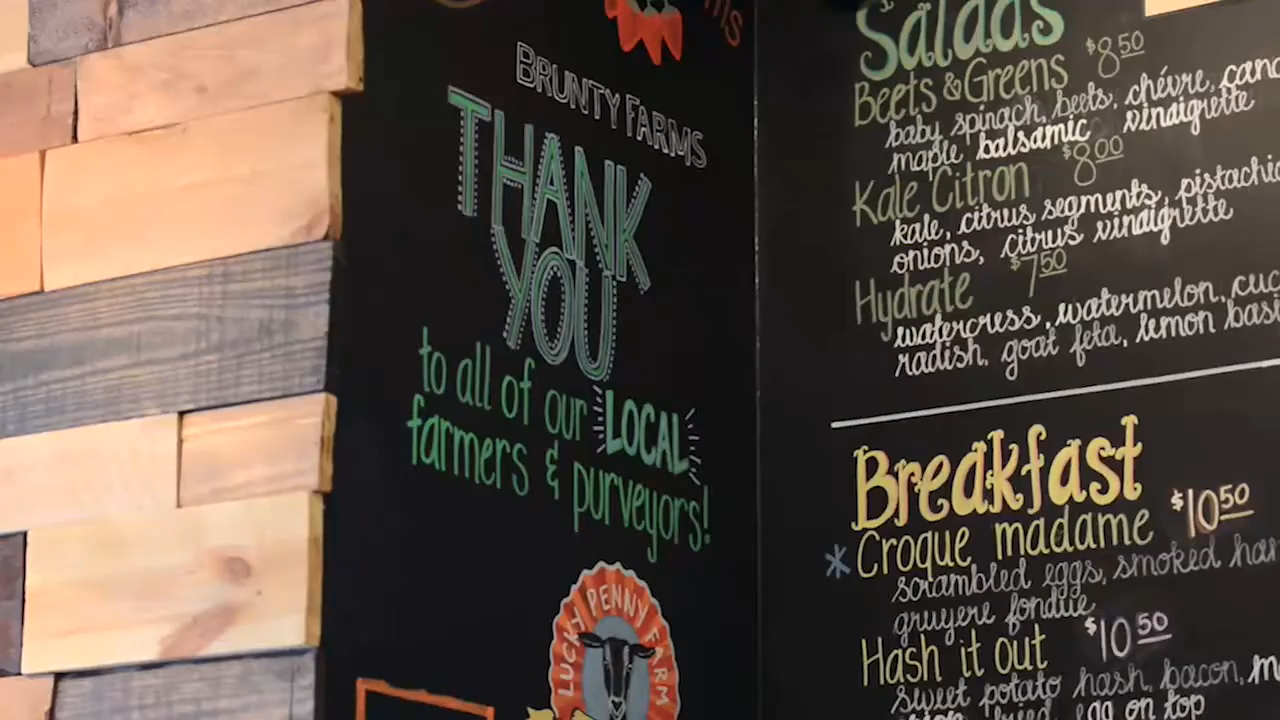 BRUNTY FARMS
THANK
YOU
to all of our LOCAL
farmers & purveyors!
LUCKY PENNY FARM
Salads
Beets & Greens $8.50
baby spinach, beets, chévre,
maple balsamic vinaigrette
Kale Citron $8.00
kale, citrus segments,
onions, citrus vinaigrette
Hydrate $7.50
watercress, watermelon,
radish, goat feta, lemon
Breakfast
*Croque madame $10.50
scrambled eggs, smoked
gruyere fondue
Hash it out $10.50
sweet potato hash, bacon,
fried egg on top